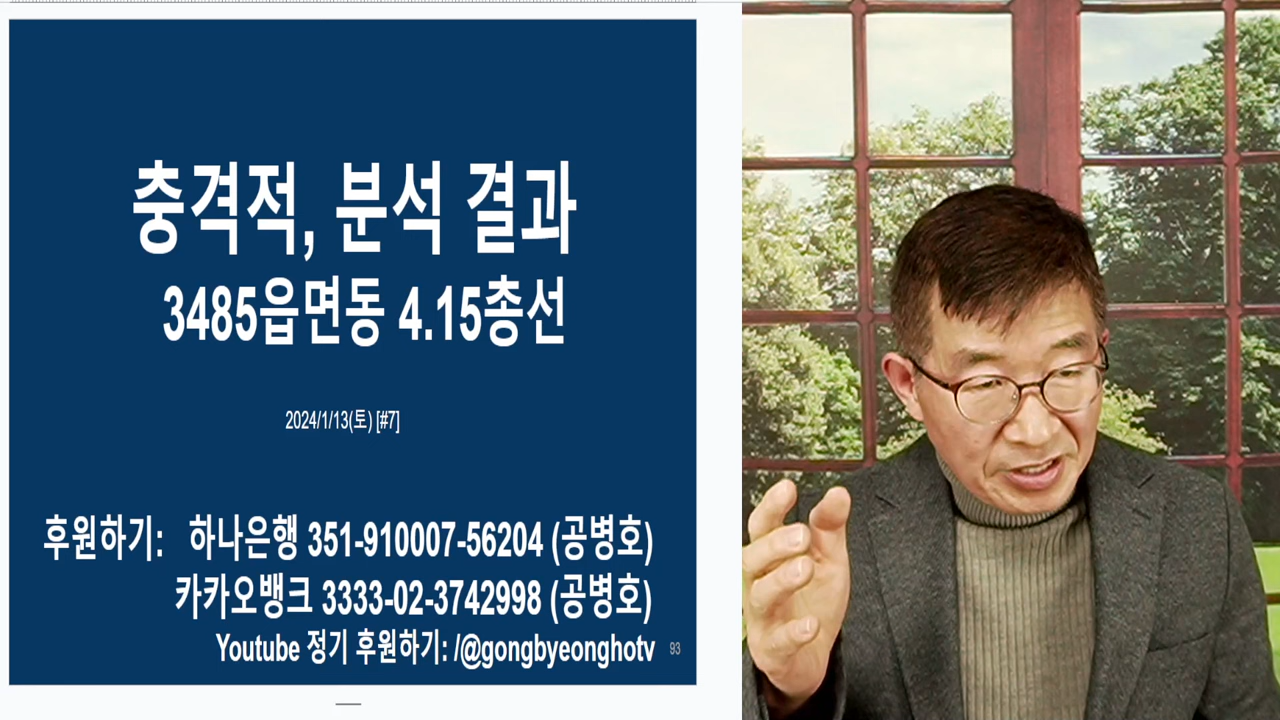 충격적, 분석 결과
3485읍면동 4.15총선
2024/1/13(토) [#7]
후원하기: 하나은행 351-910007-56204 (공병호)
카카오뱅크 3333-02-3742998 (공병호)
Youtube 정기 후원하기: /@gongbyeonghotv
93